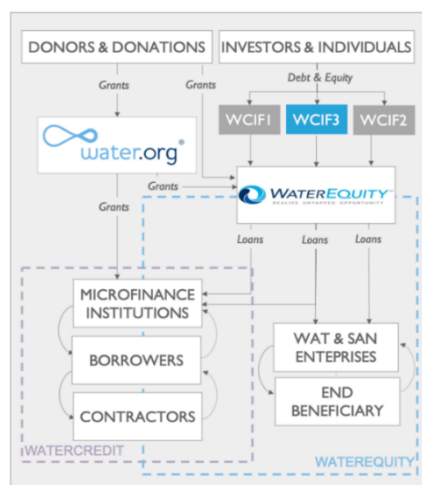 DONORS & DONATIONS
INVESTORS & INDIVIDUALS
Debt & Equity
Grants
Grants
WCIF1
WCIF3
WCIF2
water.org®
Grants
WATEREQUITY™
REALIZE UNTAPPED OPPORTUNITY
Grants
Loans
Loans
Loans
MICROFINANCE
INSTITUTIONS
WAT & SAN
ENTEPRISES
BORROWERS
END
BENEFICIARY
CONTRACTORS
WATERCREDIT
WATEREQUITY